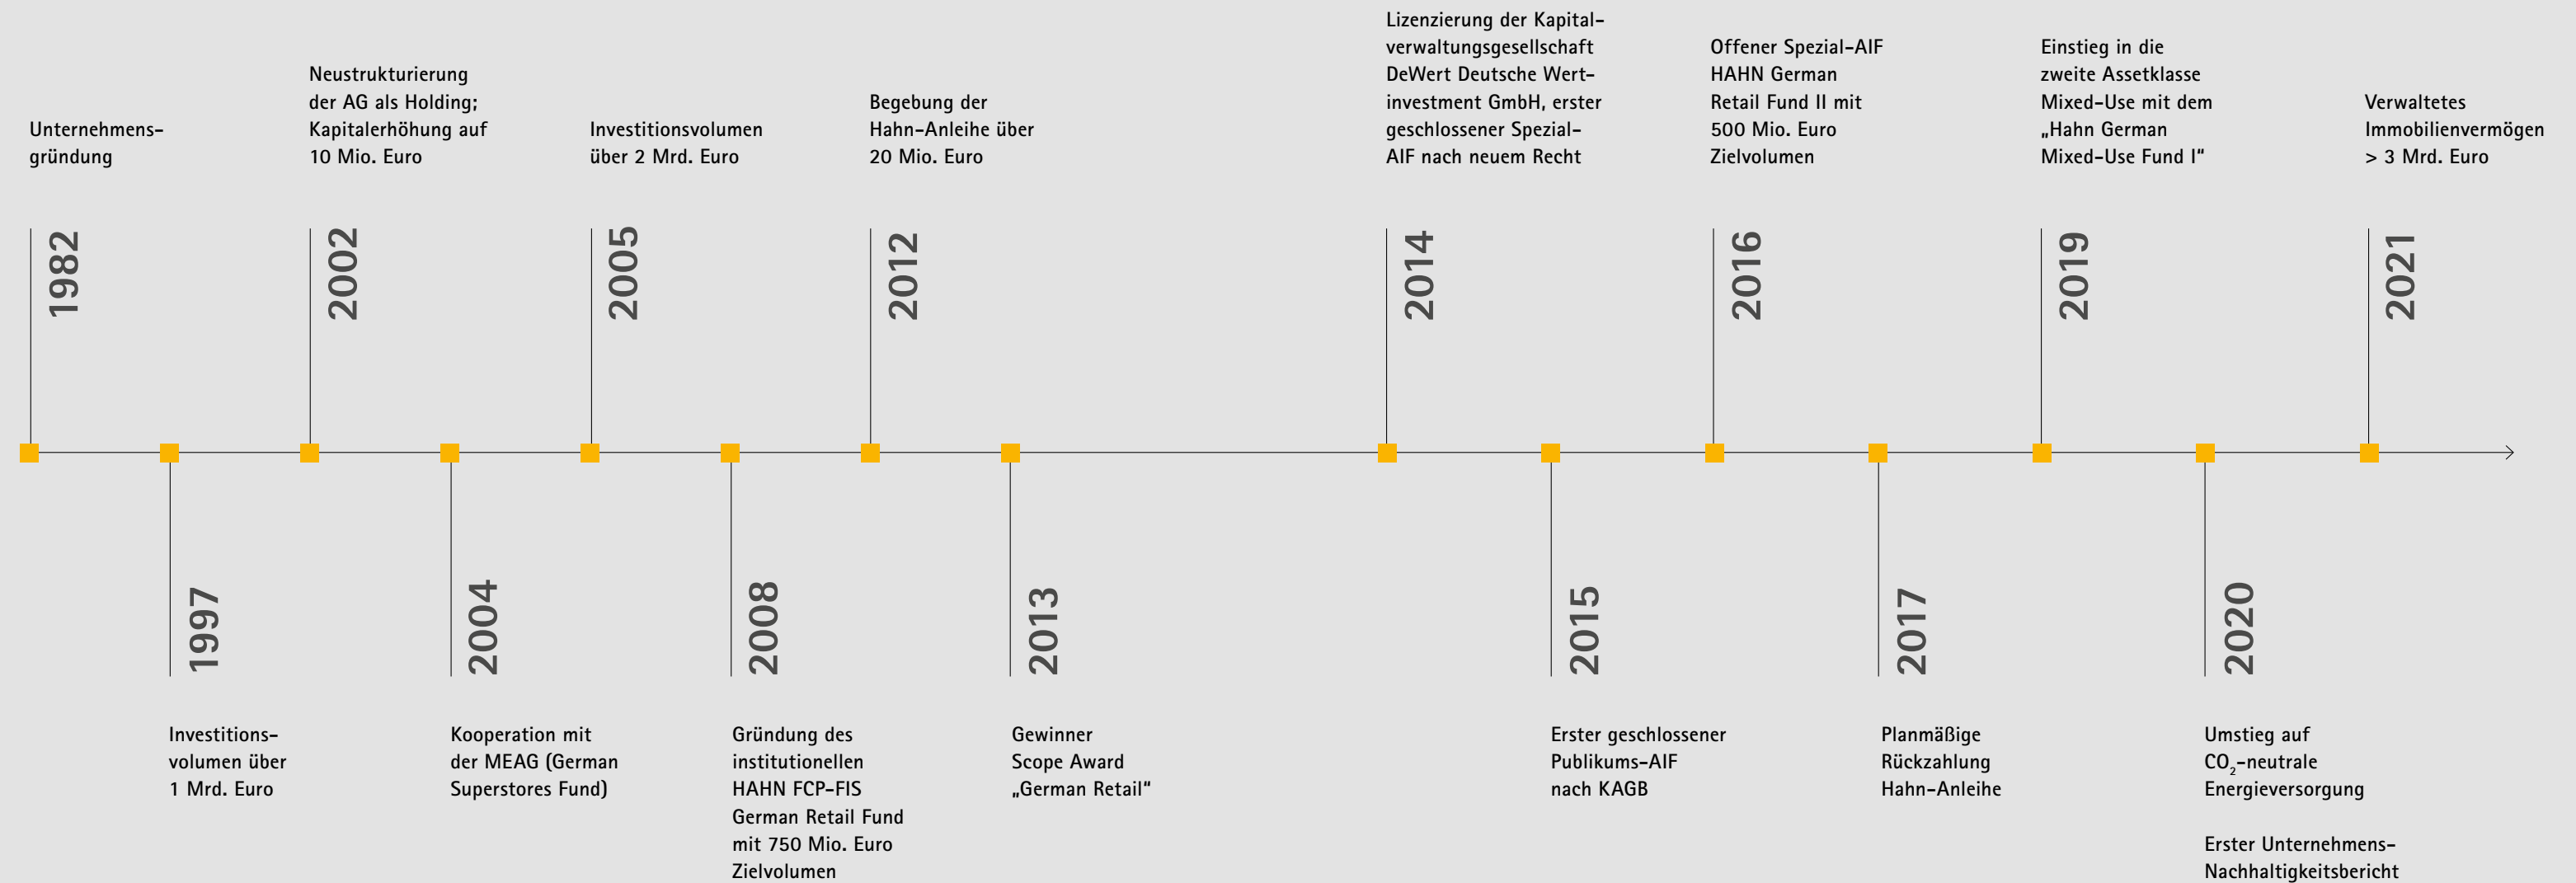 Unternehmens-
gründung
1982
Investitions-
volumen über
1 Mrd. Euro
1997
Neustrukturierung
der AG als Holding;
Kapitalerhöhung auf
10 Mio. Euro
2002
Kooperation mit
der MEAG (German
Superstores Fund)
2004
Investitionsvolumen
über 2 Mrd. Euro
2005
Gründung des
institutionellen
HAHN FCP-FIS
German Retail Fund
mit 750 Mio. Euro
Zielvolumen
2008
Begebung der
Hahn-Anleihe über
20 Mio. Euro
2012
Gewinner
Scope Award
„German Retail“
2013
Lizenzierung der Kapital-
verwaltungsgesellschaft
DeWert Deutsche Wert-
investment GmbH, erster
geschlossener Spezial-
AIF nach neuem Recht
2014
Erster geschlossener
Publikums-AIF
nach KAGB
2015
Offener Spezial-AIF
HAHN German
Retail Fund II mit
500 Mio. Euro
Zielvolumen
2016
Planmäßige
Rückzahlung
Hahn-Anleihe
2017
Einstieg in die
zweite Assetklasse
Mixed-Use mit dem
„Hahn German
Mixed-Use Fund I“
2019
Umstieg auf
CO₂-neutrale
Energieversorgung
Erster Unternehmens-
Nachhaltigkeitsbericht
2020
Verwaltetes
Immobilienvermögen
> 3 Mrd. Euro
2021